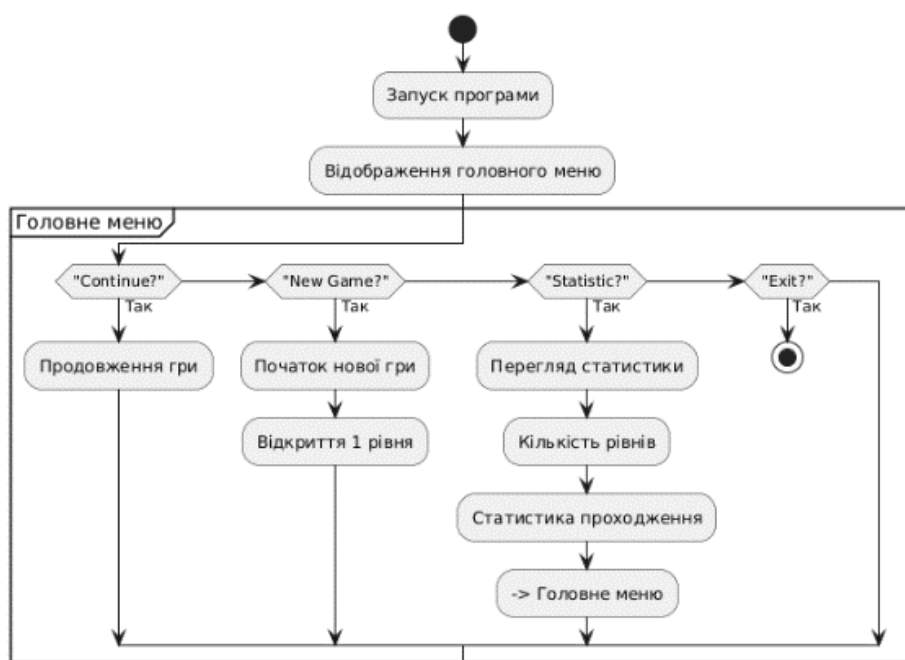 Запуск програми
Відображення головного меню
Головне меню
"Continue?"
"New Game?"
"Statistic?"
"Exit?"
Так
Так
Так
Так
Продовження гри
Початок нової гри
Перегляд статистики
Відкриття 1 рівня
Кількість рівнів
Статистика проходження
-> Головне меню